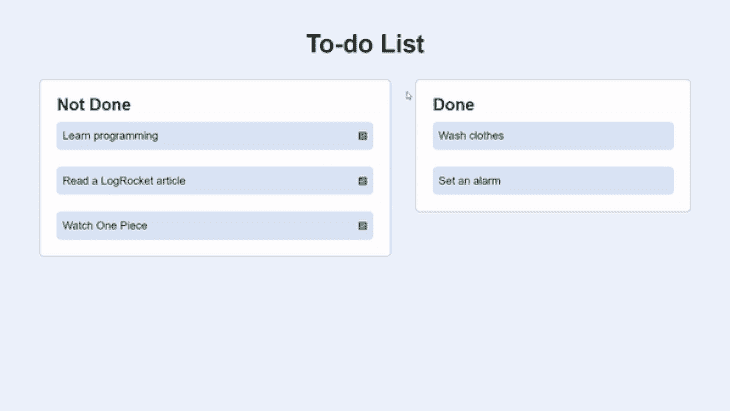 To-do List
Not Done
Learn programming
Read a LogRocket article
Watch One Piece
Done
Wash clothes
Set an alarm